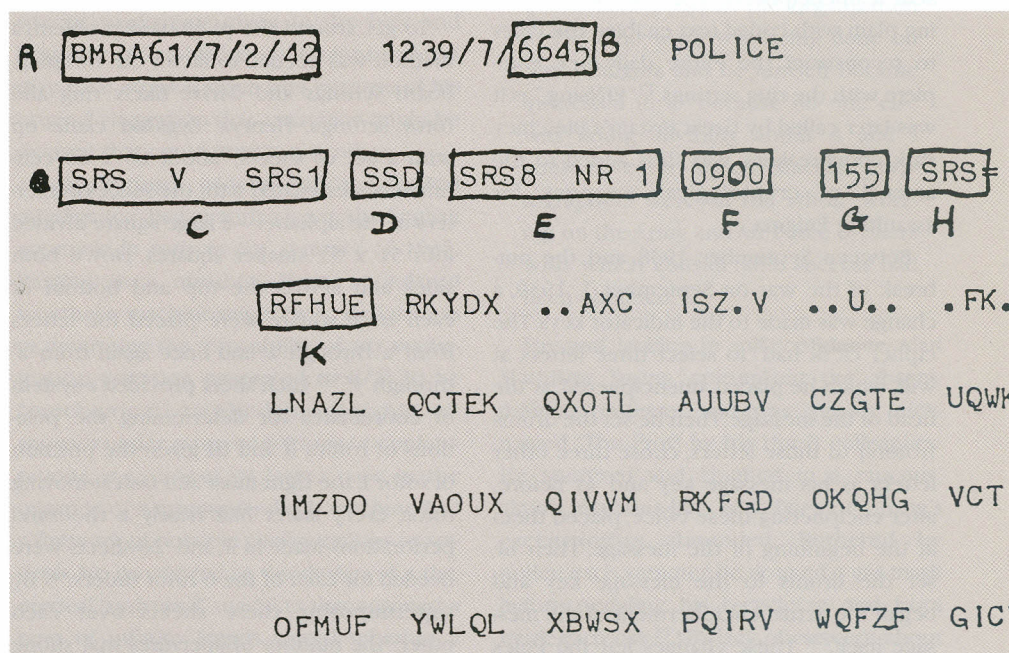 A BMRA61/7/2/42 1239/7/6645 B POLICE
SRS V SRS1 SSD SRS8 NR 1 0900 155 SRS=
C D E F G H
RFHUE RKYDX ..AXC ISZ.V ..U.. .FK.
K
LNAZL QCTEK QXOTL AUUBV CZGTE UQWK
IMZDO VAOUX QIVVM RKFGD OKQHG VCT
OFMUF YWLQL XBWSX PQIRV WQFZF GIC